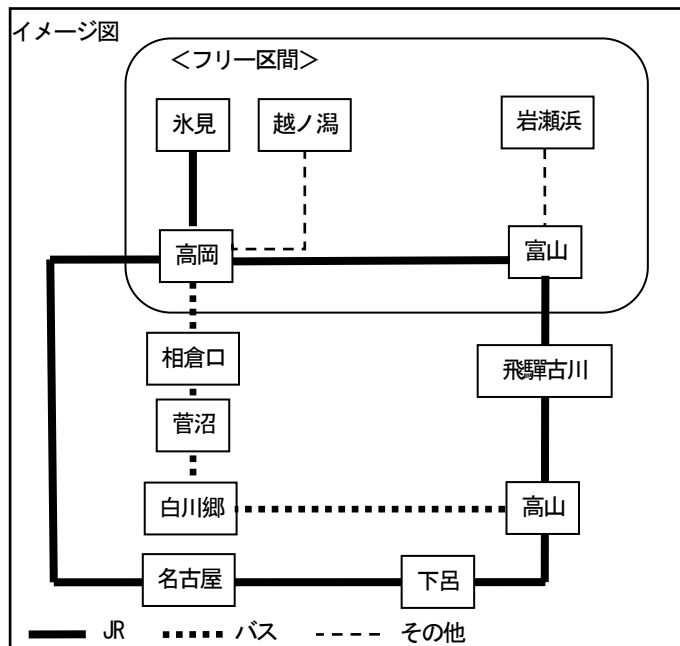 イメージ図
＜フリー区間＞
氷見
越ノ潟
岩瀬浜
高岡
富山
相倉口
飛驒古川
菅沼
白川郷
高山
名古屋
下呂
JR バス その他